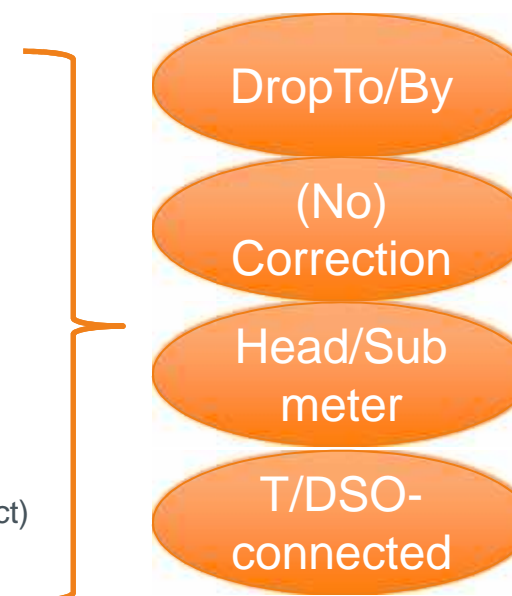 DropTo/By
(No)
Correction
Head/Sub
meter
ct)
T/DSO-
connected